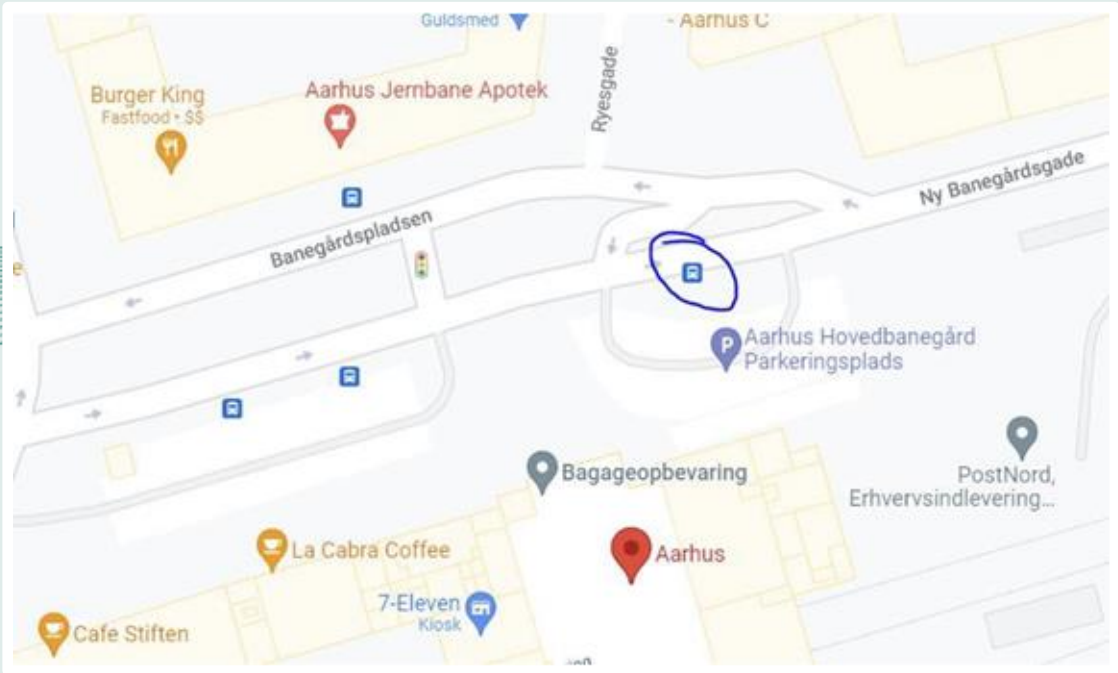 Guldsmed
- Aarhus C
Burger King
Fastfood • $$
Aarhus Jernbane Apotek
Ryesgade
Ny Banegårdsgade
Banegårdspladsen
e
P
Aarhus Hovedbanegård
Parkeringsplads
Bagageopbevaring
PostNord,
Erhvervsindlevering...
La Cabra Coffee
Aarhus
7-Eleven
Kiosk
Cafe Stiften